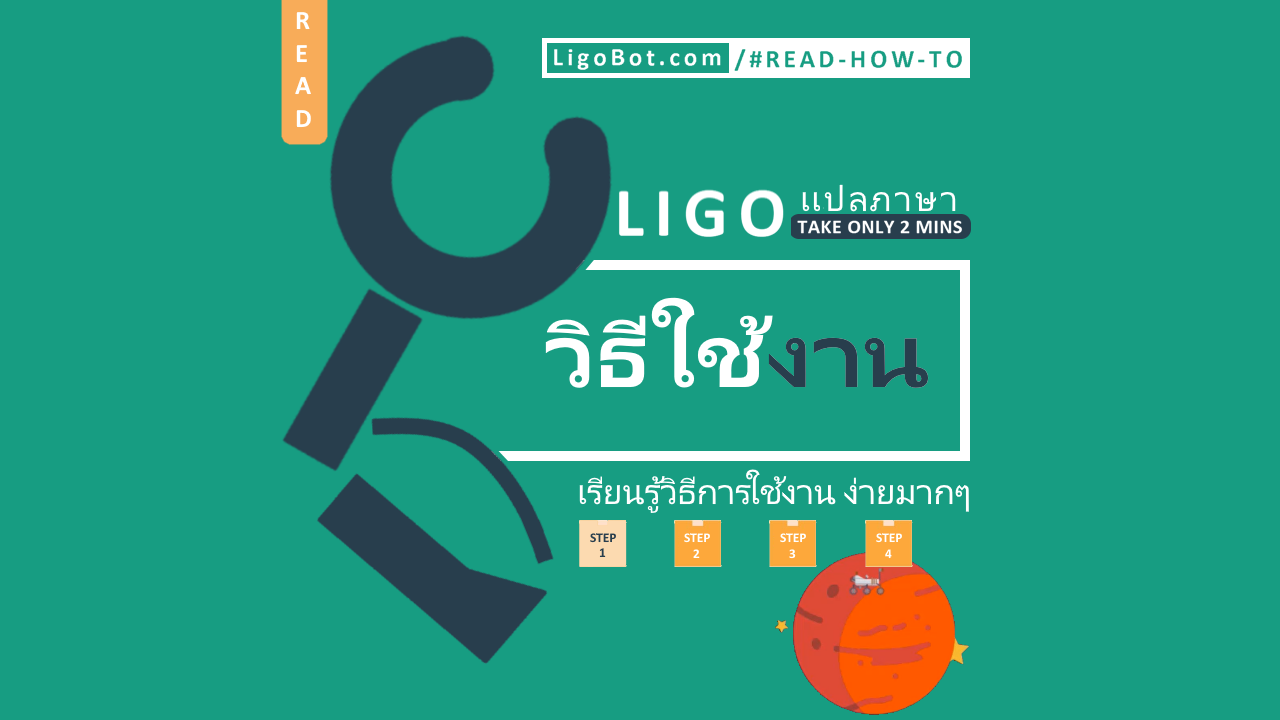 READ
LigoBot.com/#READ-HOW-TO
LIGO แปลภาษา
TAKE ONLY 2 MINS
วิธีใช้งาน
เรียนรู้วิธีการใช้งาน ง่ายมากๆ
STEP 1
STEP 2
STEP 3
STEP 4